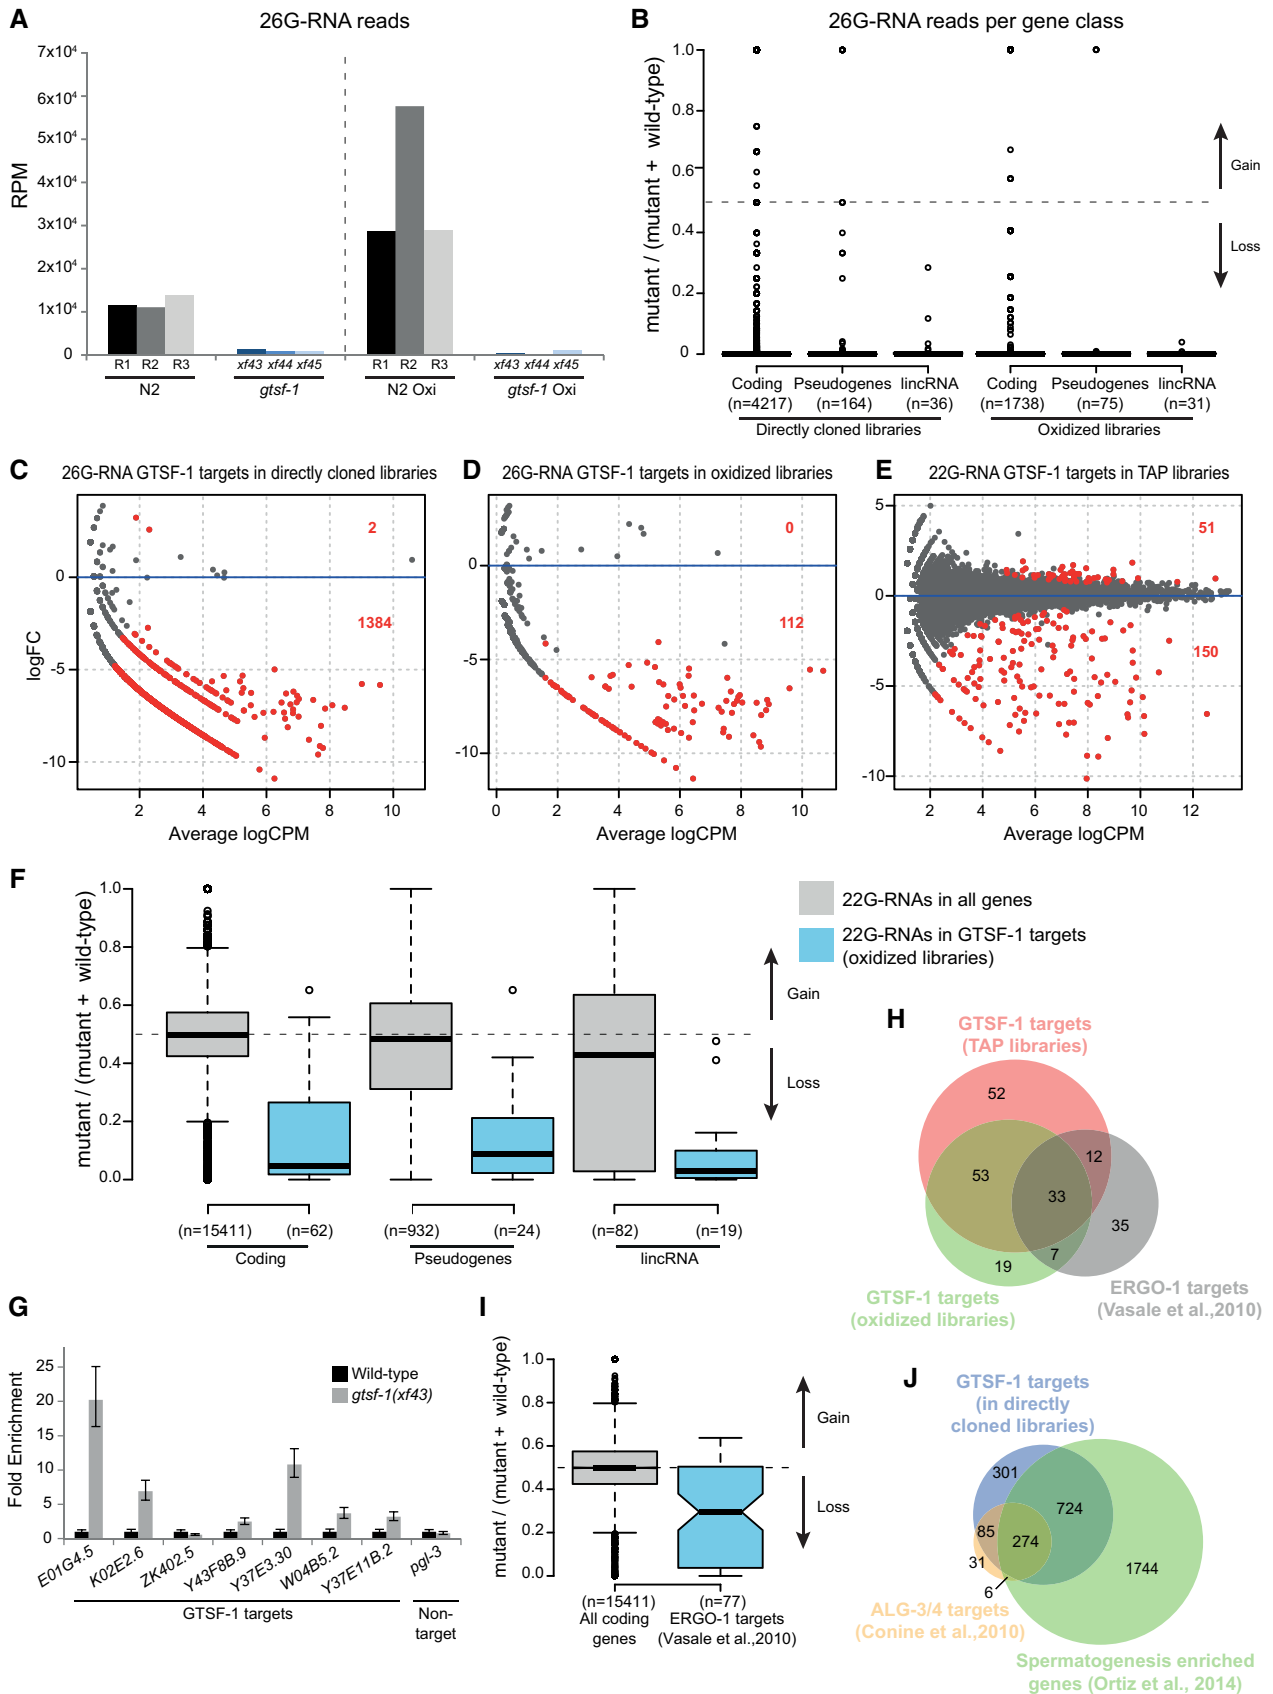 A
26G-RNA reads
RPM
7x10⁴
6x10⁴
5x10⁴
4x10⁴
3x10⁴
2x10⁴
1x10⁴
0
R1 R2 R3
xf43 xf44 xf45
R1 R2 R3
xf43 xf44 xf45
N2
gtsf-1
N2 Oxi
gtsf-1 Oxi
B
26G-RNA reads per gene class
mutant / (mutant + wild-type)
1.0
0.8
0.6
0.4
0.2
0
Gain
Loss
Coding
(n=4217)
Pseudogenes
(n=164)
lincRNA
(n=36)
Coding
(n=1738)
Pseudogenes
(n=75)
lincRNA
(n=31)
Directly cloned libraries
Oxidized libraries
C
26G-RNA GTSF-1 targets in directly cloned libraries
logFC
0
-5
-10
2
1384
2 4 6 8 10
Average logCPM
D
26G-RNA GTSF-1 targets in oxidized libraries
0
-5
-10
0
112
0 2 4 6 8 10
Average logCPM
E
22G-RNA GTSF-1 targets in TAP libraries
5
0
-5
-10
51
150
2 4 6 8 10 12
Average logCPM
F
mutant / (mutant + wild-type)
1.0
0.8
0.6
0.4
0.2
0.0
22G-RNAs in all genes
22G-RNAs in GTSF-1 targets
(oxidized libraries)
Gain
Loss
(n=15411)
(n=62)
(n=932)
(n=24)
(n=82)
(n=19)
Coding
Pseudogenes
lincRNA
G
Fold Enrichment
25
20
15
10
5
0
Wild-type
gtsf-1(xf43)
E01G4.5
K02E2.6
ZK402.5
Y43F8B.9
Y37E3.30
W04B5.2
Y37E11B.2
pgl-3
GTSF-1 targets
Non-
target
H
GTSF-1 targets
(TAP libraries)
52
12
53
33
35
7
19
GTSF-1 targets
(oxidized libraries)
ERGO-1 targets
(Vasale et al.,2010)
I
mutant / (mutant + wild-type)
1.0
0.8
0.6
0.4
0.2
0.0
Gain
Loss
(n=15411)
All coding
genes
(n=77)
ERGO-1 targets
(Vasale et al.,2010)
J
GTSF-1 targets
(in directly
cloned libraries)
301
724
85
274
31
6
1744
ALG-3/4 targets
(Conine et al.,2010)
Spermatogenesis enriched
genes (Ortiz et al., 2014)